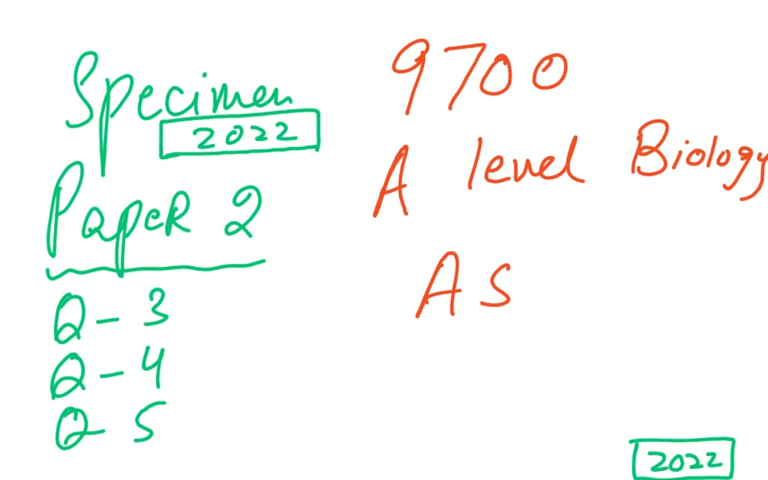 Specimen
2022
Paper 2
Q - 3
Q - 4
Q 5
9700
A level Biology
AS
2022